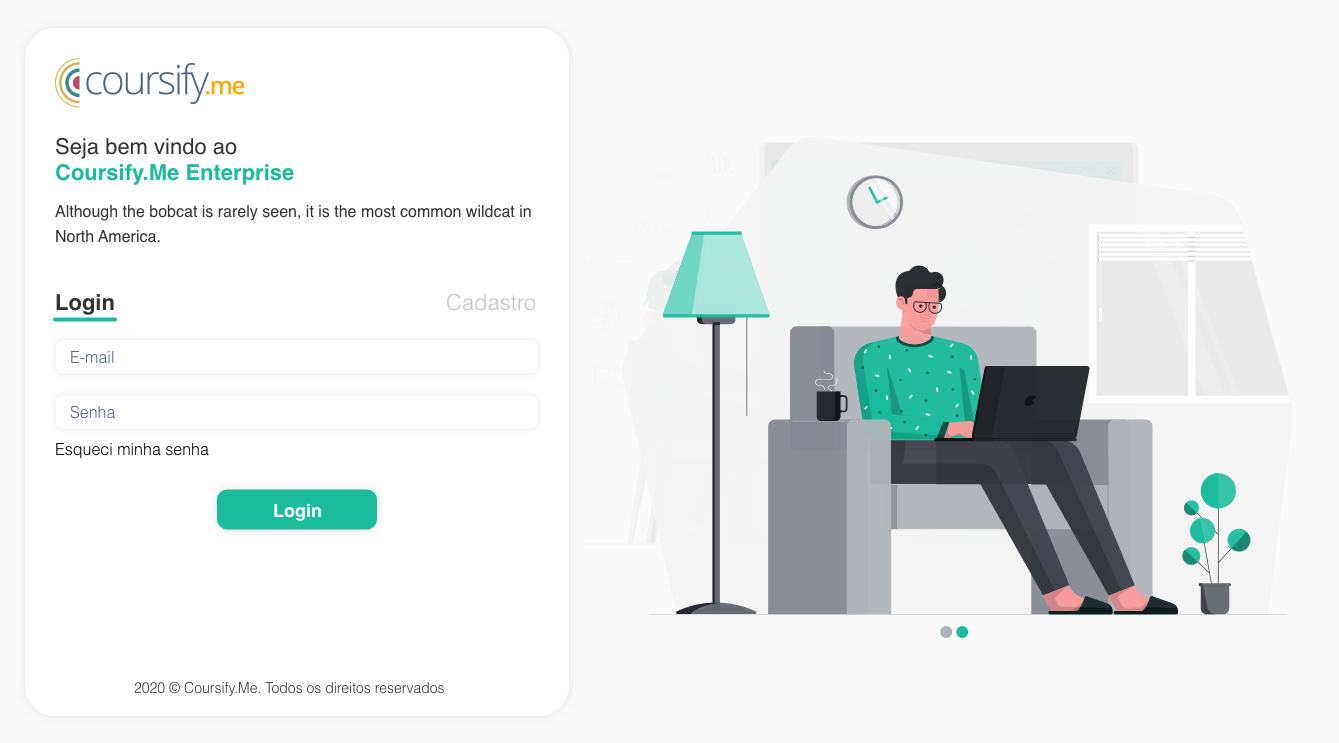 coursify.me
Seja bem vindo ao
Coursify.Me Enterprise
Although the bobcat is rarely seen, it is the most common wildcat in
North America.
Login
Cadastro
E-mail
Senha
Esqueci minha senha
Login
2020 © Coursify.Me. Todos os direitos reservados